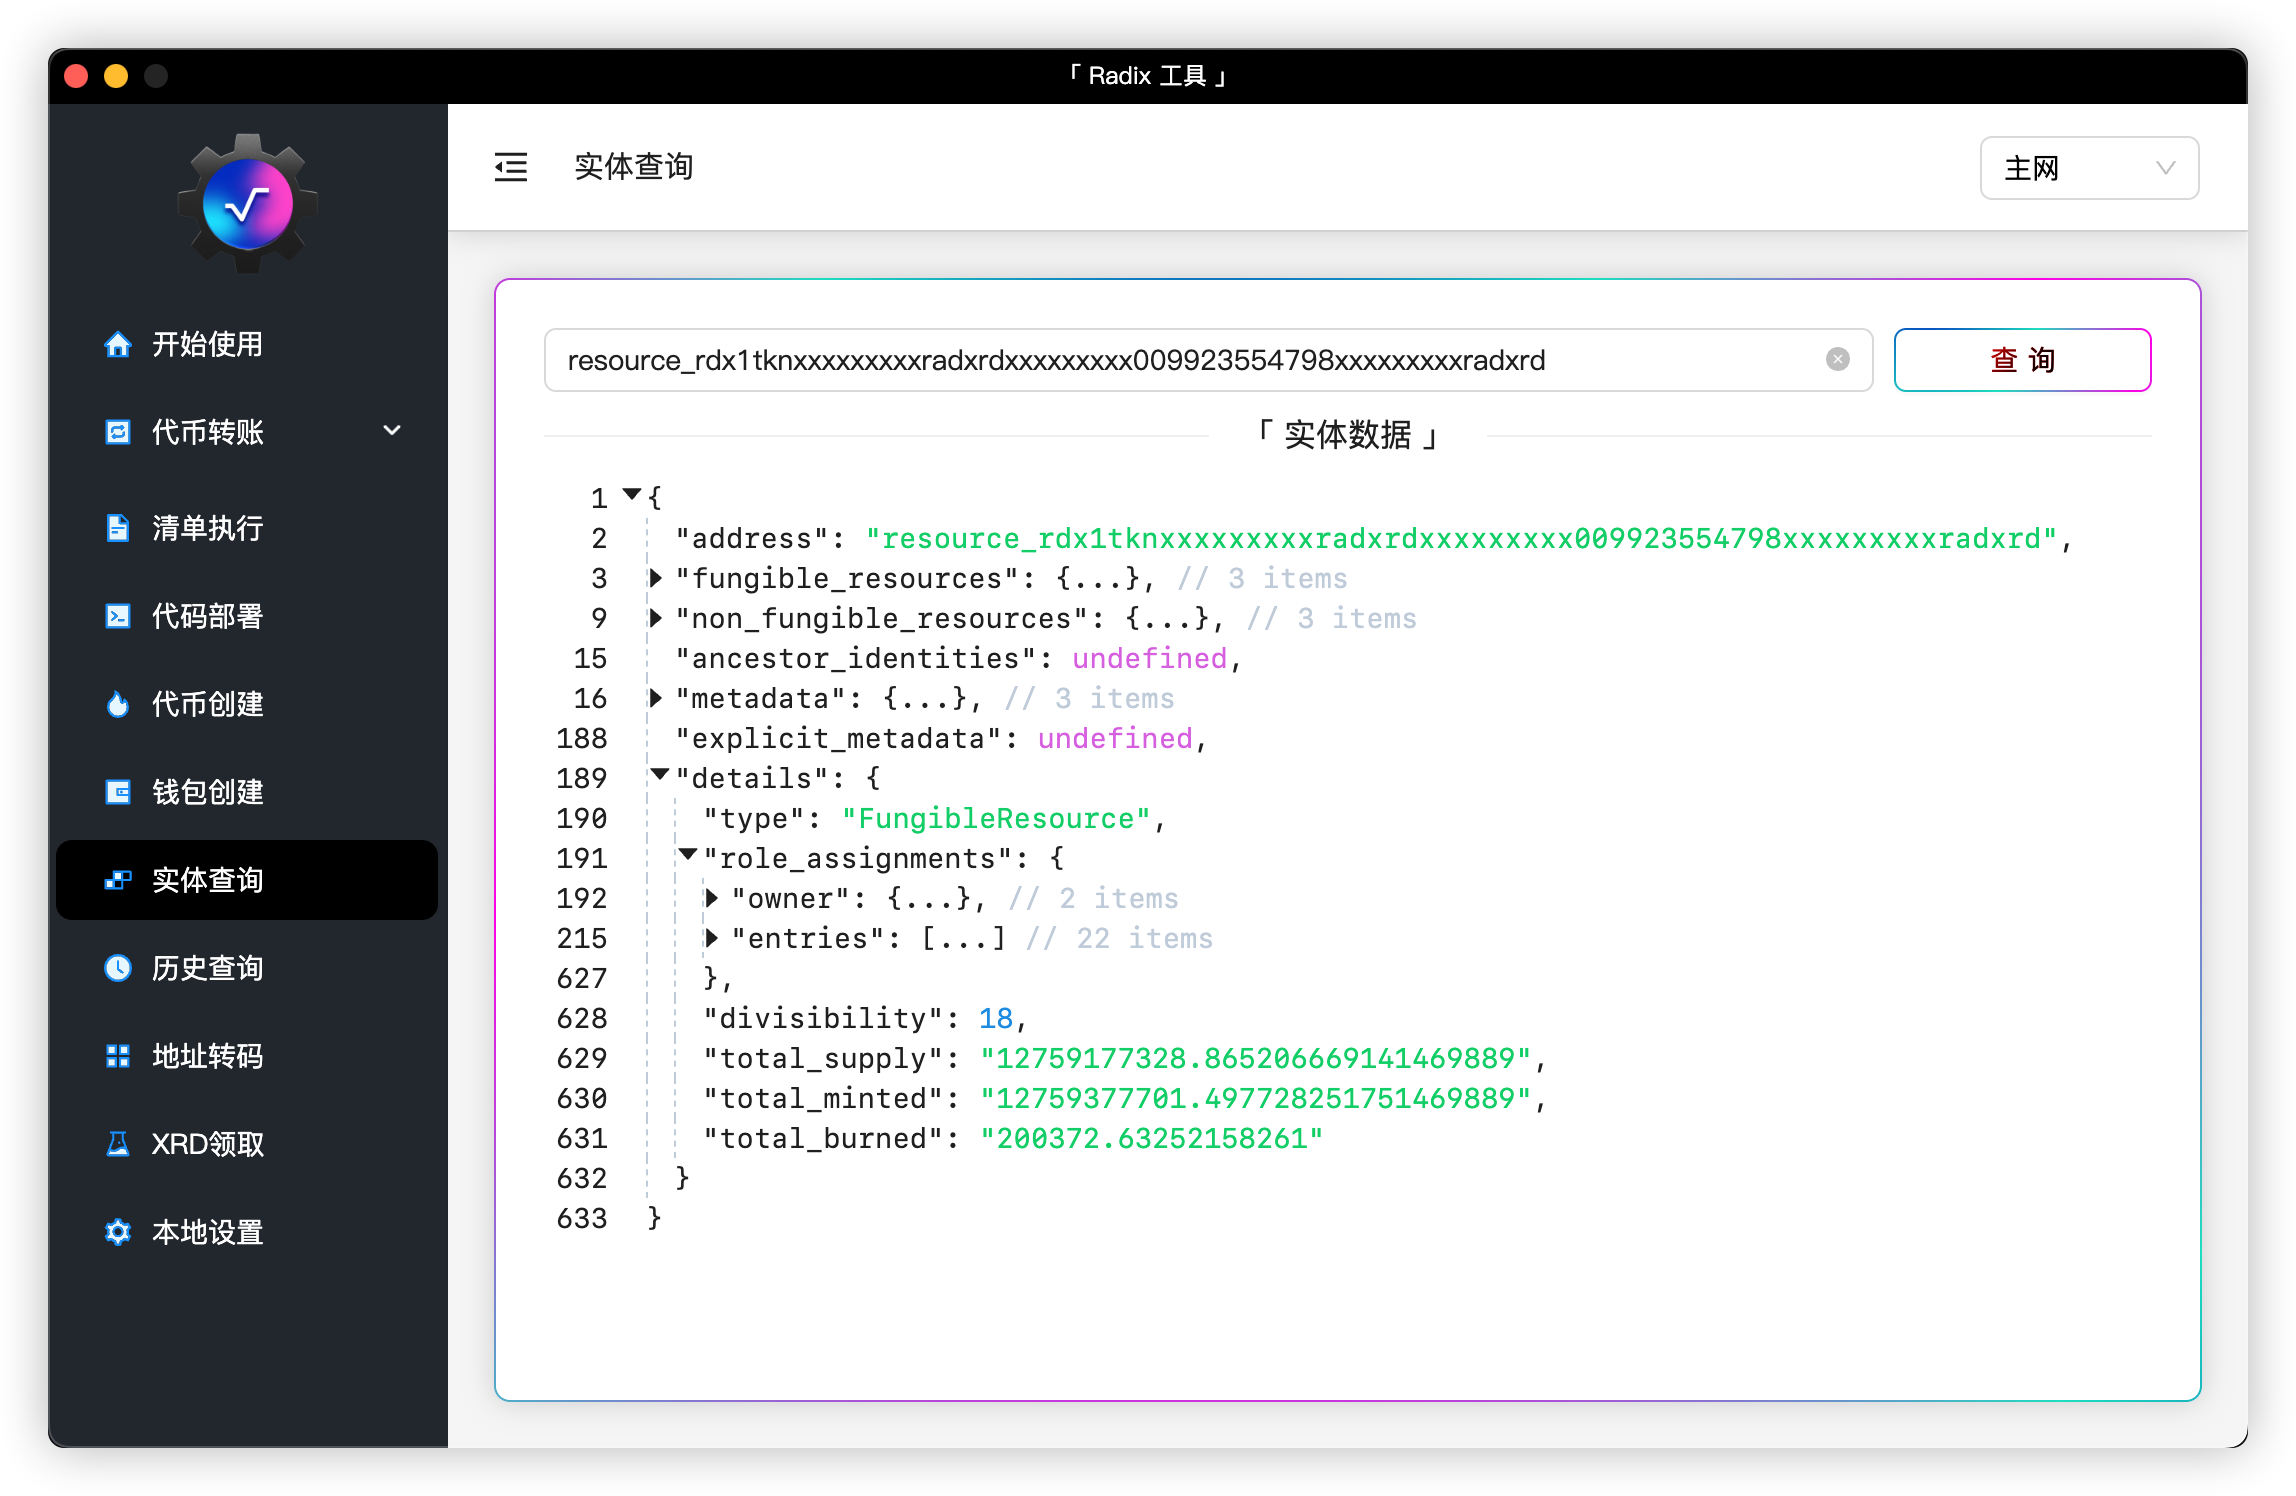 「 Radix 工具 」
实体查询
主网
开始使用
代币转账
清单执行
代码部署
代币创建
钱包创建
实体查询
历史查询
地址转码
XRD领取
本地设置
resource_rdx1tknxxxxxxxxxradxrdxxxxxxxxx009923554798xxxxxxxxxradxrd
查 询
「 实体数据 」
1 {
2 "address": "resource_rdx1tknxxxxxxxxxradxrdxxxxxxxxx009923554798xxxxxxxxxradxrd",
3 "fungible_resources": {...}, // 3 items
9 "non_fungible_resources": {...}, // 3 items
15 "ancestor_identities": undefined,
16 "metadata": {...}, // 3 items
188 "explicit_metadata": undefined,
189 "details": {
190 "type": "FungibleResource",
191 "role_assignments": {
192 "owner": {...}, // 2 items
215 "entries": [...] // 22 items
627 },
628 "divisibility": 18,
629 "total_supply": "12759177328.865206669141469889",
630 "total_minted": "12759377701.497728251751469889",
631 "total_burned": "200372.63252158261"
632 }
633 }